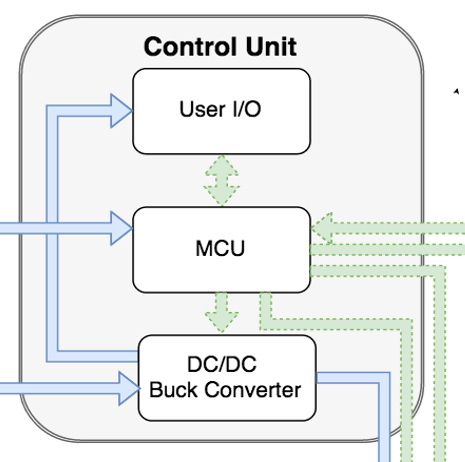 Control Unit
User I/O
MCU
DC/DC
Buck Converter